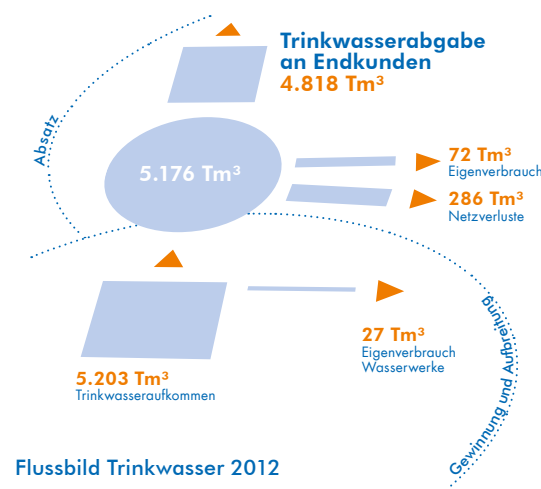 Trinkwasserabgabe
an Endkunden
4.818 Tm³
Absatz
5.176 Tm³
72 Tm³
Eigenverbrauch
286 Tm³
Netzverluste
27 Tm³
Eigenverbrauch
Wasserwerke
5.203 Tm³
Trinkwasseraufkommen
Gewinnung und Aufbreitung
Flussbild Trinkwasser 2012